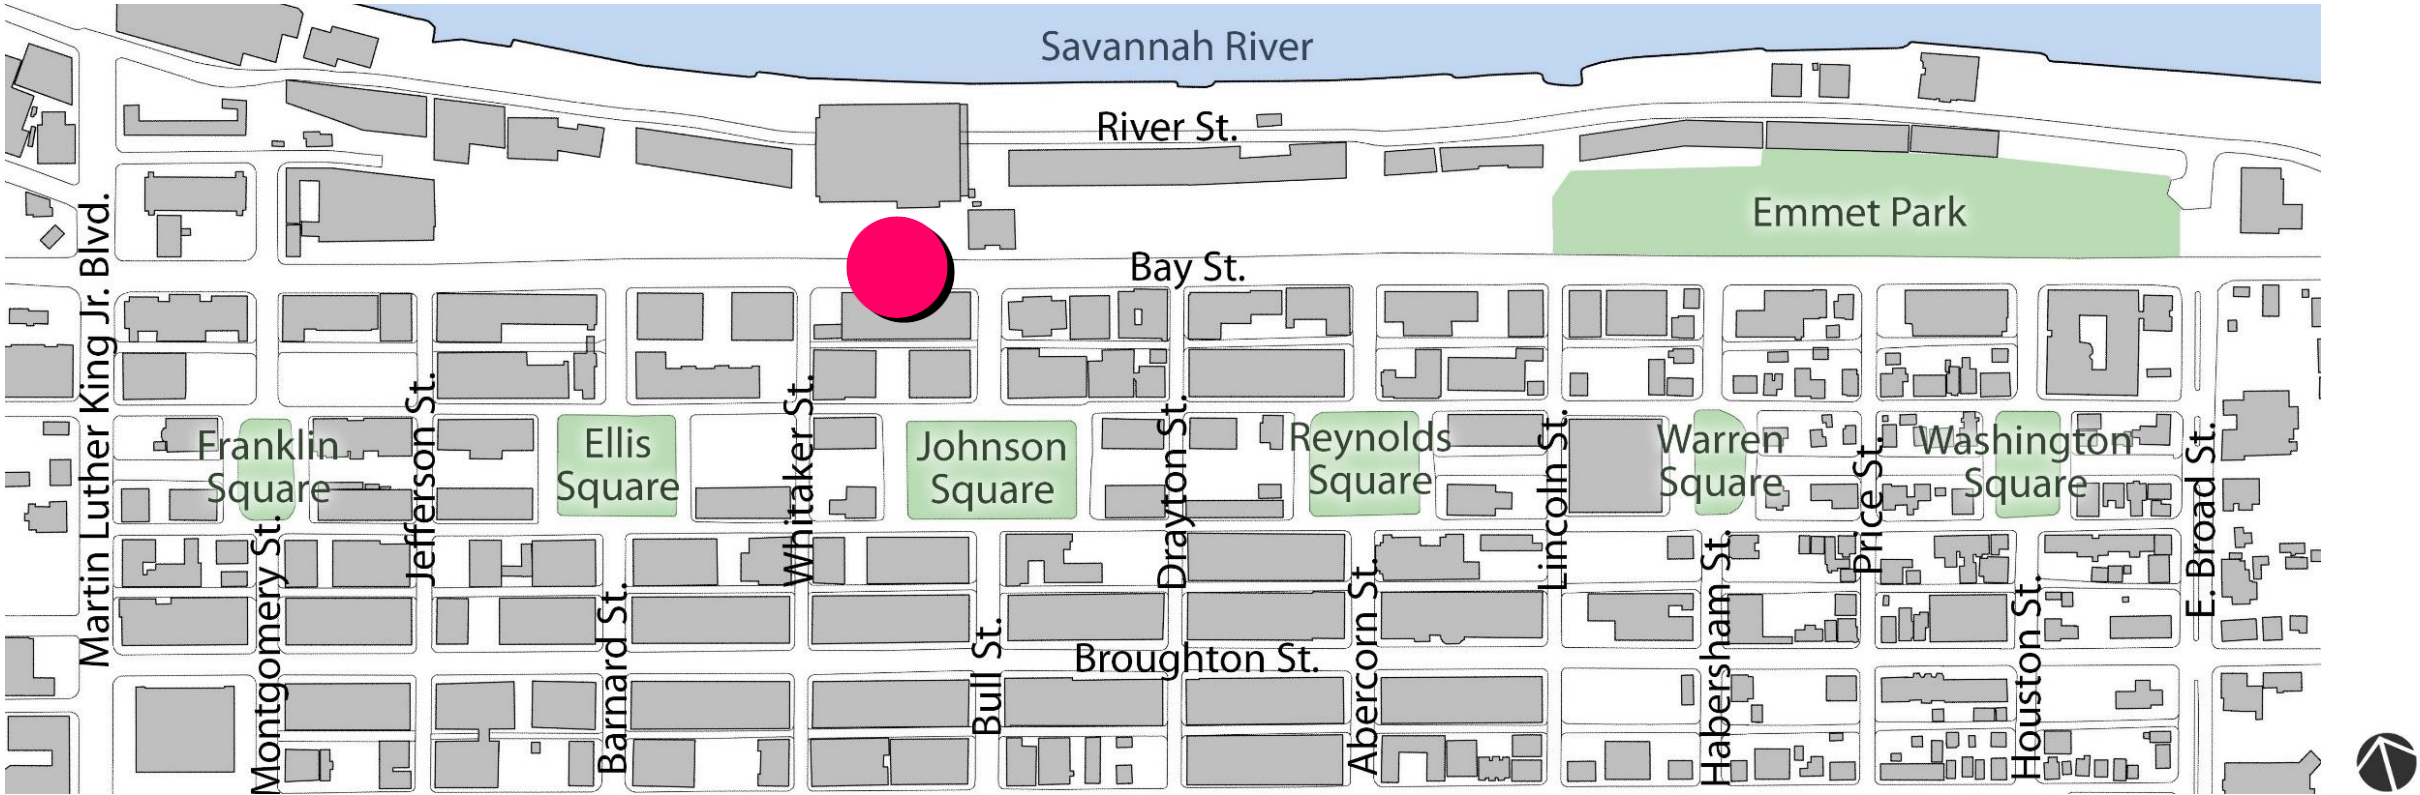 Savannah River
River St.
Emmet Park
Bay St.
Martin Luther King Jr. Blvd.
Franklin
Square
Jefferson St.
Ellis
Square
Whitaker St.
Johnson
Square
Drayton St.
Reynolds
Square
Lincoln St.
Warren
Square
Price St.
Washington
Square
E. Broad St.
Montgomery St.
Barnard St.
Bull St.
Broughton St.
Abercorn St.
Habersham St.
Houston St.